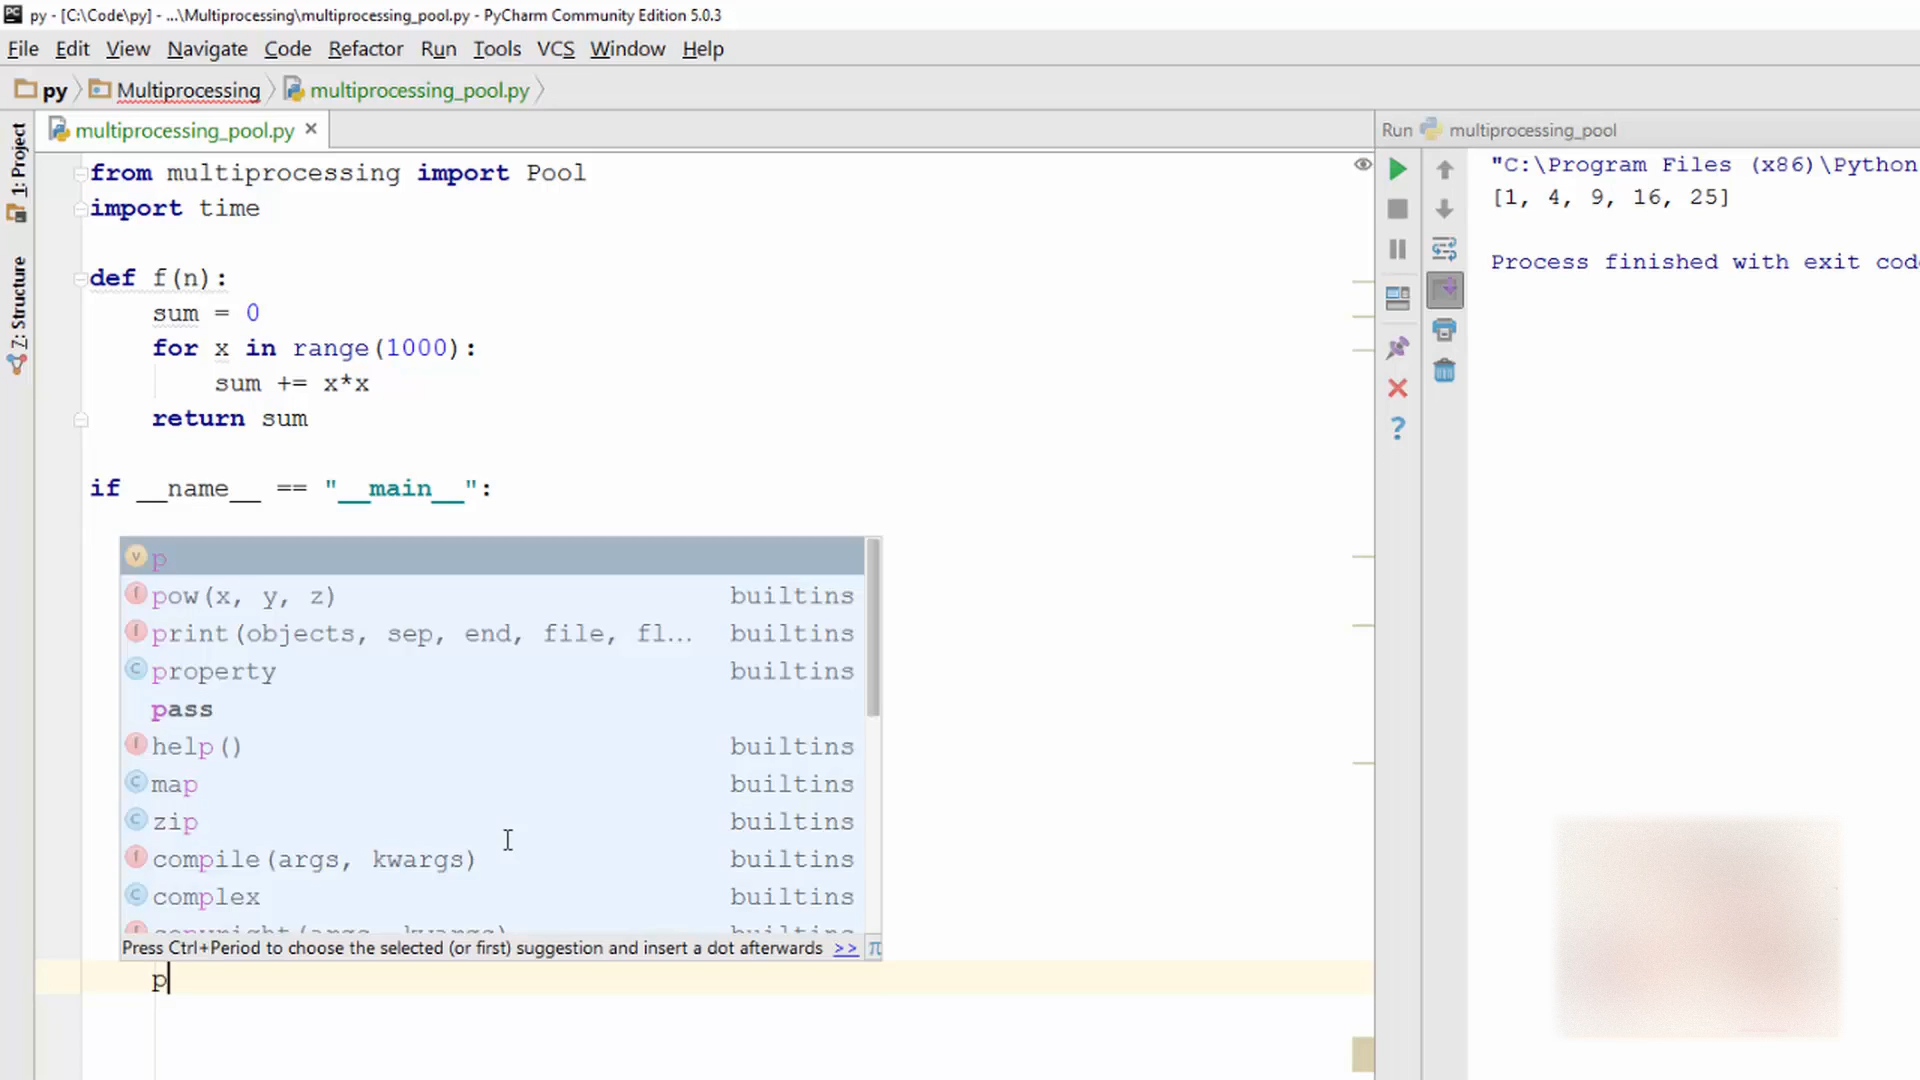 py - [C:\Code\py] - ...\Multiprocessing\multiprocessing_pool.py - PyCharm Community Edition 5.0.3
File Edit View Navigate Code Refactor Run Tools VCS Window Help
py Multiprocessing multiprocessing_pool.py
1: Project
7: Structure
multiprocessing_pool.py
from multiprocessing import Pool
import time
def f(n):
sum = 0
for x in range(1000):
sum += x*x
return sum
if __name__ == "__main__":
p
pow(x, y, z) builtins
print(objects, sep, end, file, fl... builtins
property builtins
pass
help() builtins
map builtins
zip builtins
compile(args, kwargs) builtins
complex builtins
copyright(args, kwargs) builtins
Press Ctrl+Period to choose the selected (or first) suggestion and insert a dot afterwards >> π
p
Run multiprocessing_pool
"C:\Program Files (x86)\Python
[1, 4, 9, 16, 25]
Process finished with exit cod